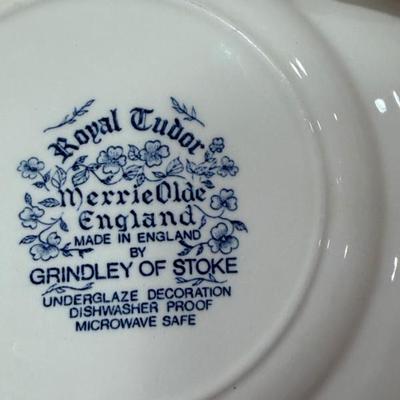 Royal Tudor
Merrie Olde
England
MADE IN ENGLAND
BY
GRINDLEY OF STOKE
UNDERGLAZE DECORATION
DISHWASHER PROOF
MICROWAVE SAFE